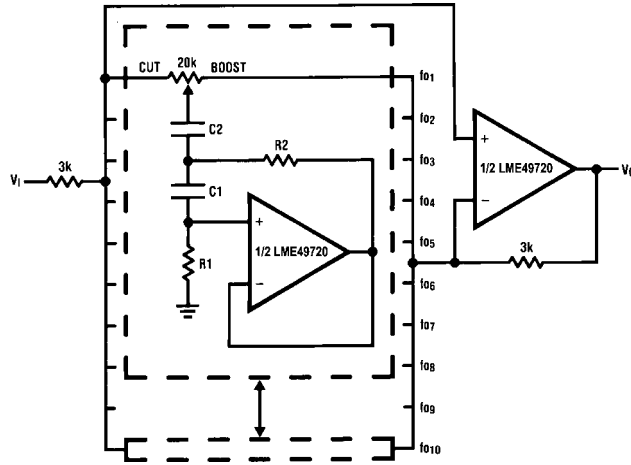 CUT 20k BOOST
fo1
fo2
C2
R2
fo3
+
1/2 LME49720
−
3k
VI
C1
fo4
V0
+
1/2 LME49720
−
R1
fo5
3k
fo6
fo7
fo8
fo9
fo10